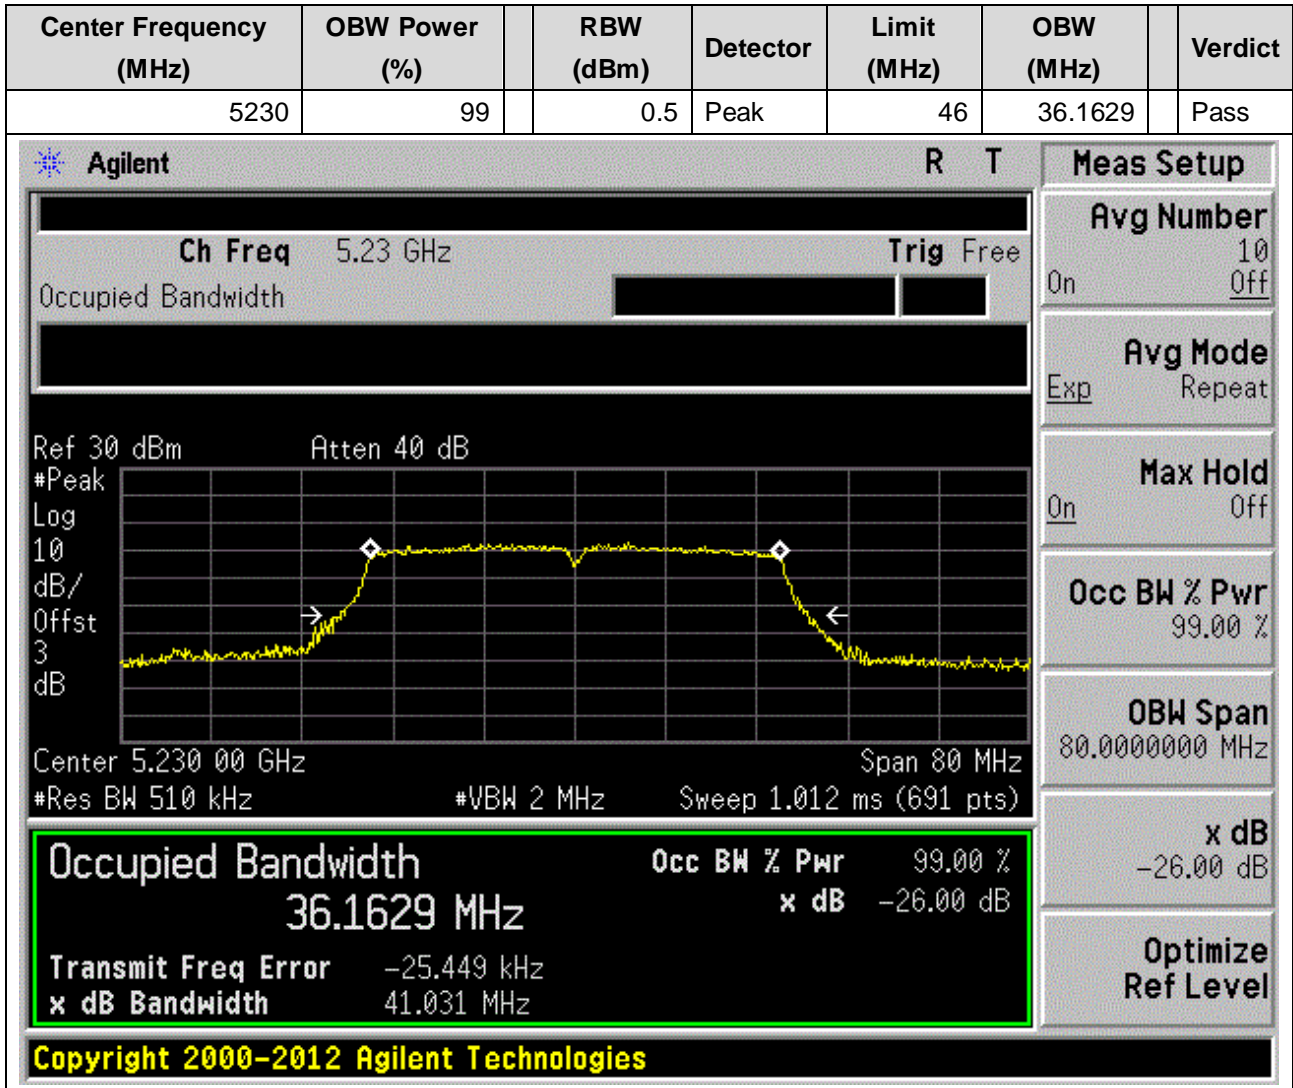 Center Frequency (MHz) OBW Power (%) RBW (dBm) Detector Limit (MHz) OBW (MHz) Verdict
5230 99 0.5 Peak 46 36.1629 Pass
Agilent R T
Ch Freq 5.23 GHz Trig Free
Occupied Bandwidth
Ref 30 dBm Atten 40 dB
#Peak
Log
10
dB/
Offst
3
dB
Center 5.230 00 GHz Span 80 MHz
#Res BW 510 kHz #VBW 2 MHz Sweep 1.012 ms (691 pts)
Occupied Bandwidth Occ BW % Pwr 99.00 %
36.1629 MHz x dB -26.00 dB
Transmit Freq Error -25.449 kHz
x dB Bandwidth 41.031 MHz
Copyright 2000-2012 Agilent Technologies
Meas Setup
Avg Number
10
On Off
Avg Mode
Exp Repeat
Max Hold
On Off
Occ BW % Pwr
99.00 %
OBW Span
80.0000000 MHz
x dB
-26.00 dB
Optimize
Ref Level